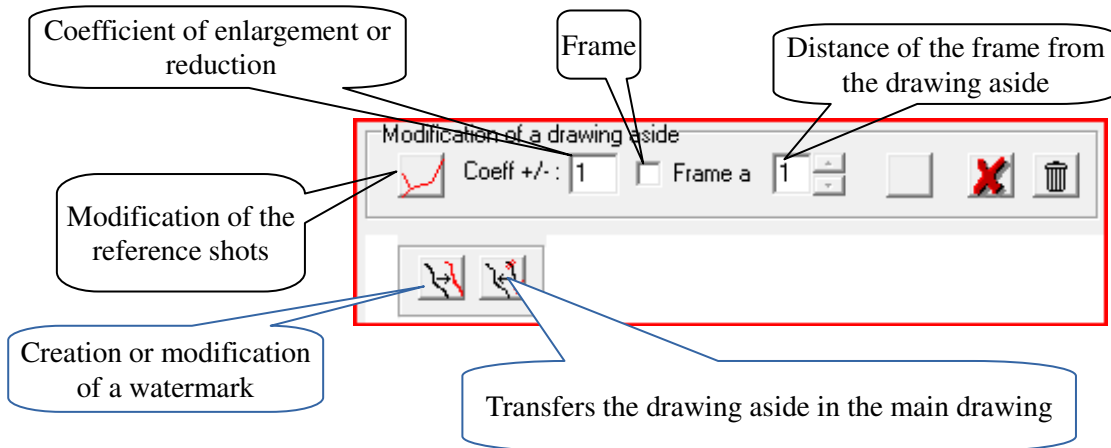 Coefficient of enlargement or
reduction
Frame
Distance of the frame from
the drawing aside
Modification of a drawing aside
Coeff +/- : 1 Frame a 1
Modification of the
reference shots
Creation or modification
of a watermark
Transfers the drawing aside in the main drawing